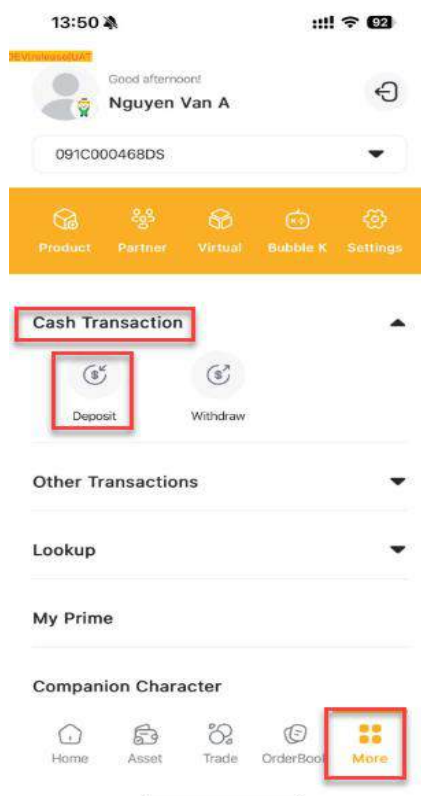 13:50
92
DEV(release)UAT
Good afternoon!
Nguyen Van A
091C000468DS
Product Partner Virtual Bubble K Settings
K+
Cash Transaction
Deposit Withdraw
Other Transactions
Lookup
My Prime
Companion Character
Home Asset Trade OrderBook More